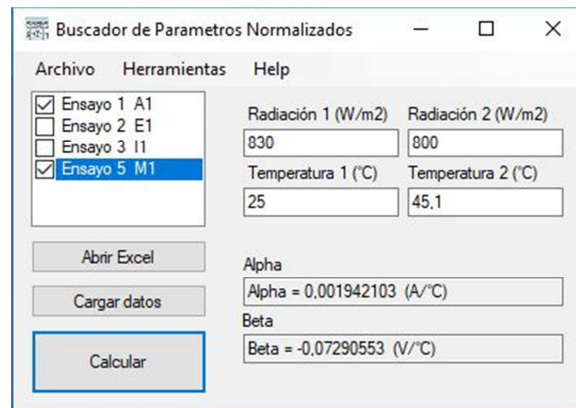 Buscador de Parametros Normalizados
Archivo Herramientas Help
Ensayo 1 A1
Ensayo 2 E1
Ensayo 3 I1
Ensayo 5 M1
Radiación 1 (W/m2) Radiación 2 (W/m2)
830 800
Temperatura 1 (°C) Temperatura 2 (°C)
25 45,1
Abrir Excel
Cargar datos
Calcular
Alpha
Alpha = 0,001942103 (A/°C)
Beta
Beta = -0,07290553 (V/°C)